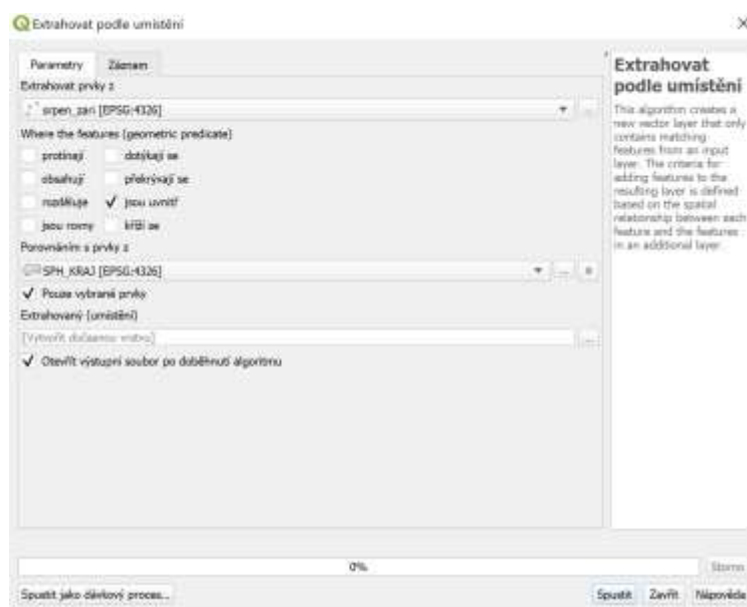 Extrahovat podle umístění
Parametry Záznam
Extrahovat prvky z
srpen_zari [EPSG:4326]
Where the features (geometric predicate)
protínají dotýkají se
obsahují překrývají se
rozděluje jsou uvnitř
jsou rovny kříží se
Porovnáním s prvky z
SPH_KRAJ [EPSG:4326]
Pouze vybrané prvky
Extrahovaný (umístění)
[Vytvořit dočasnou vrstvu]
Otevřít výstupní soubor po doběhnutí algoritmu
0%
Storno
Spustit jako dávkový proces...
Spustit Zavřít Nápověda
Extrahovat
podle umístění
This algorithm creates a
new vector layer that only
contains matching
features from an input
layer. The criteria for
adding features to the
resulting layer is defined
based on the spatial
relationship between each
feature and the features
in an additional layer.